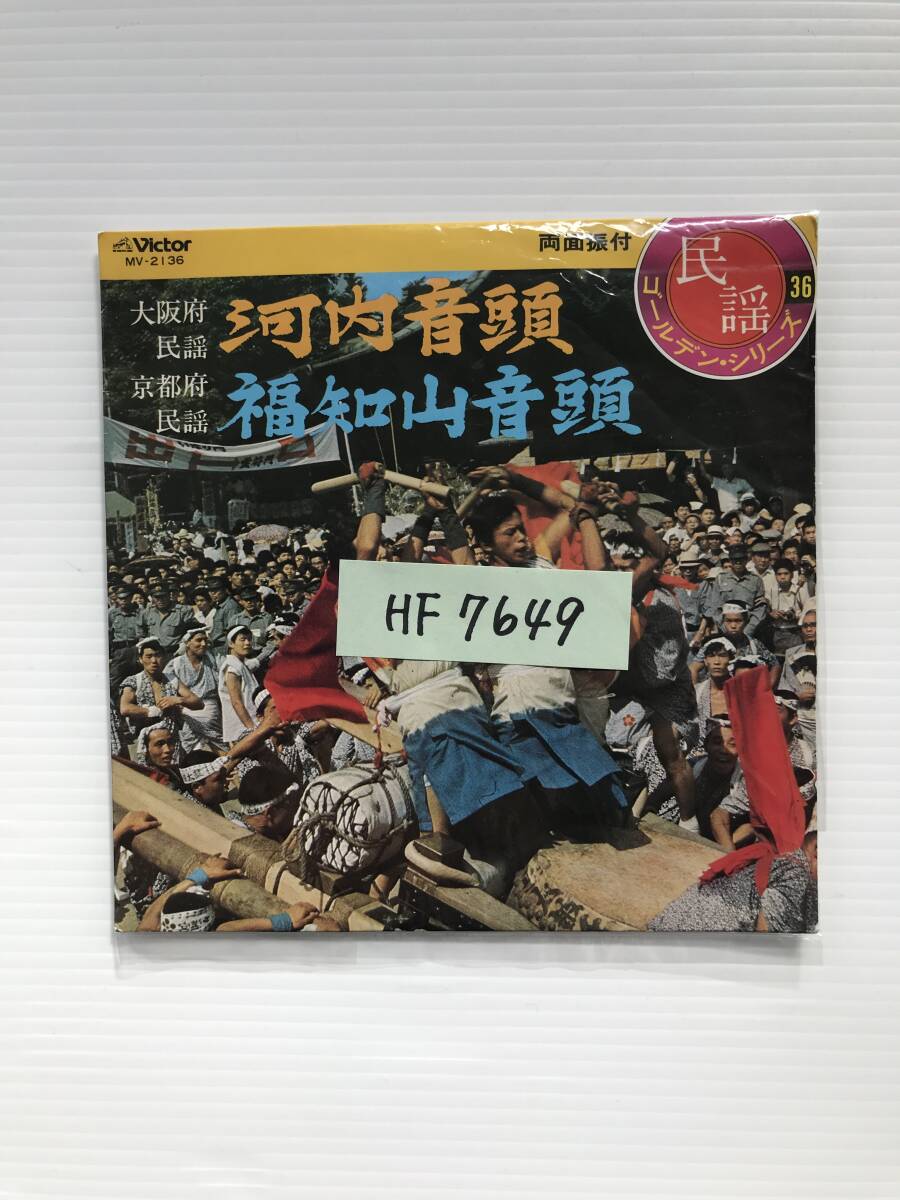 Victor
MV-2136
両面振付
民謡
ゴールデン・シリーズ
36
大阪府
民謡
河内音頭
京都府
民謡
福知山音頭
HF 7649